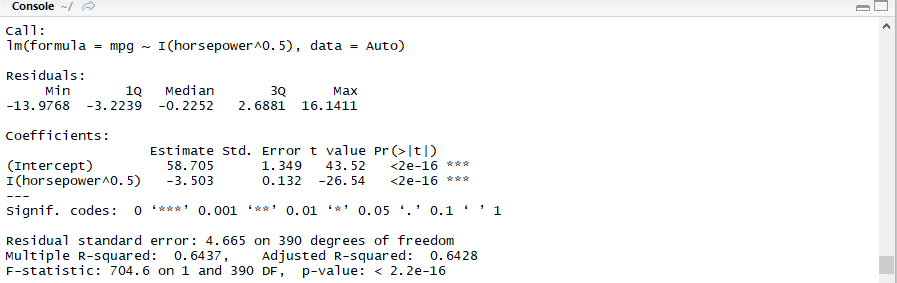 Console ~/
Call:
lm(formula = mpg ~ I(horsepower^0.5), data = Auto)
Residuals:
Min 1Q Median 3Q Max
-13.9768 -3.2239 -0.2252 2.6881 16.1411
Coefficients:
Estimate Std. Error t value Pr(>|t|)
(Intercept) 58.705 1.349 43.52 <2e-16 ***
I(horsepower^0.5) -3.503 0.132 -26.54 <2e-16 ***
---
Signif. codes: 0 ‘***’ 0.001 ‘**’ 0.01 ‘*’ 0.05 ‘.’ 0.1 ‘ ’ 1
Residual standard error: 4.665 on 390 degrees of freedom
Multiple R-squared: 0.6437, Adjusted R-squared: 0.6428
F-statistic: 704.6 on 1 and 390 DF, p-value: < 2.2e-16